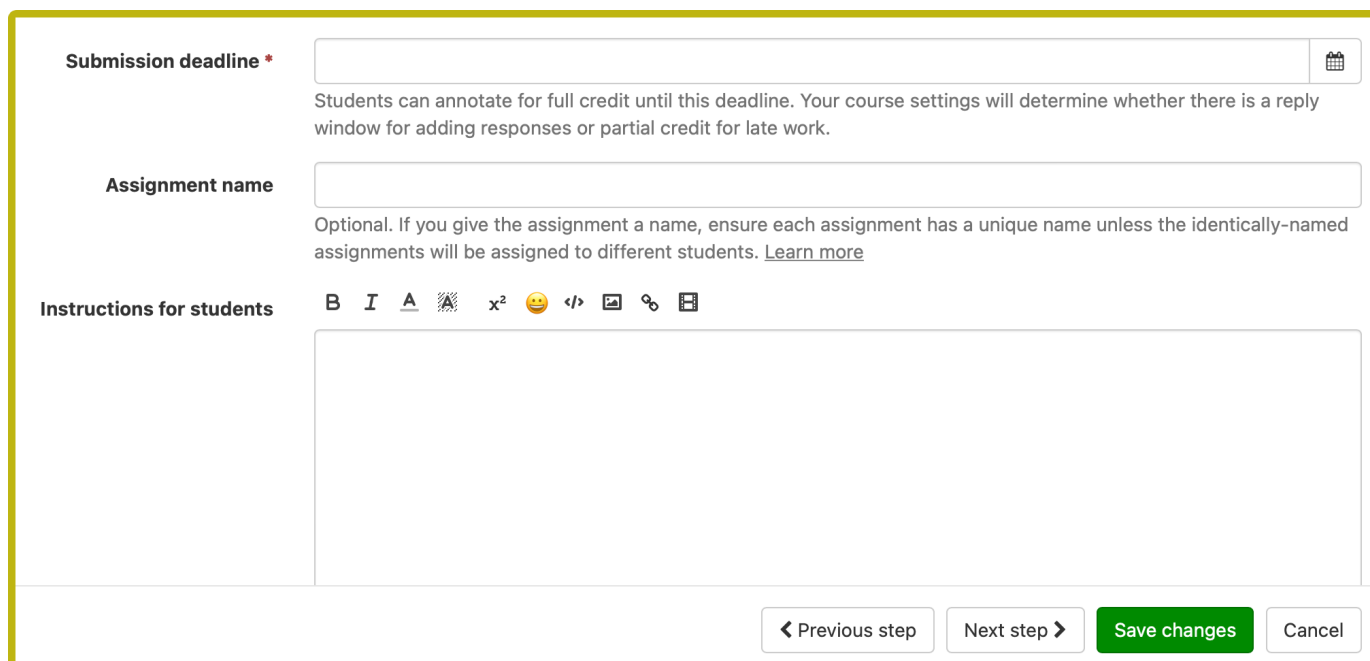 Submission deadline *
Students can annotate for full credit until this deadline. Your course settings will determine whether there is a reply
window for adding responses or partial credit for late work.
Assignment name
Optional. If you give the assignment a name, ensure each assignment has a unique name unless the identically-named
assignments will be assigned to different students. Learn more
Instructions for students
B I A A x² </>
Previous step Next step Save changes Cancel